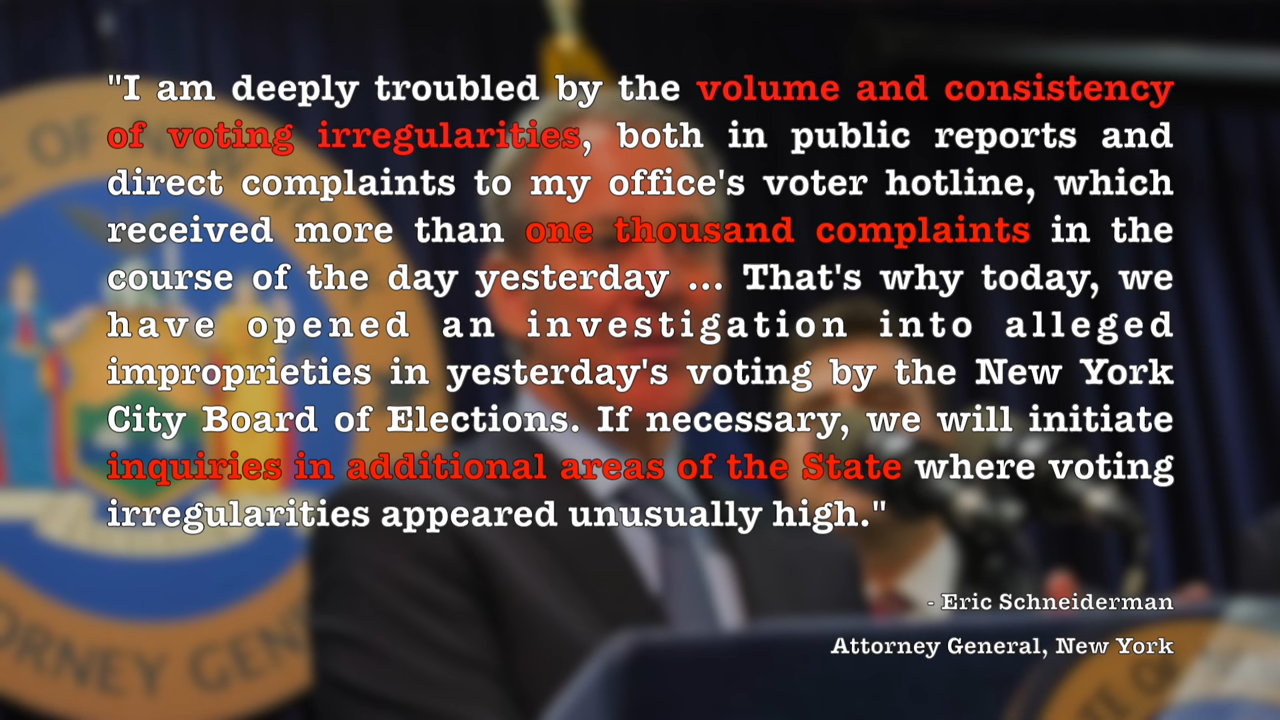 "I am deeply troubled by the volume and consistency
of voting irregularities, both in public reports and
direct complaints to my office's voter hotline, which
received more than one thousand complaints in the
course of the day yesterday ... That's why today, we
have opened an investigation into alleged
improprieties in yesterday's voting by the New York
City Board of Elections. If necessary, we will initiate
inquiries in additional areas of the State where voting
irregularities appeared unusually high."
- Eric Schneiderman
Attorney General, New York